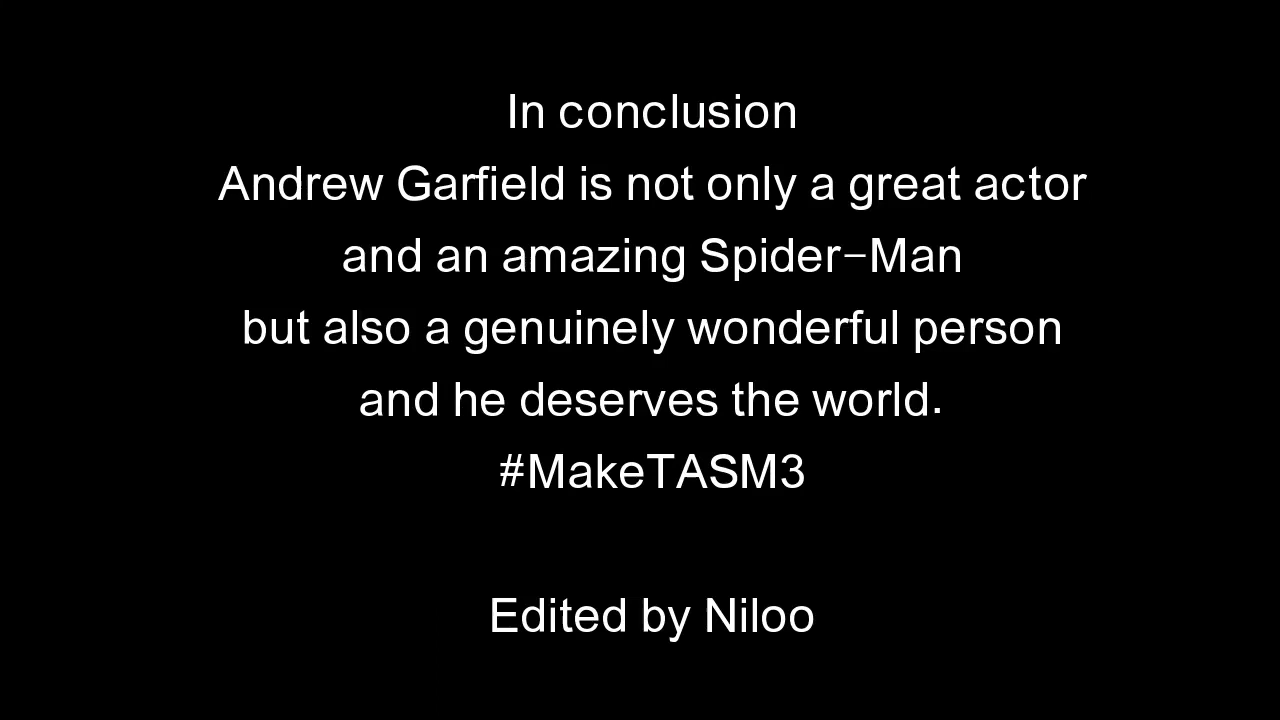 In conclusion
Andrew Garfield is not only a great actor
and an amazing Spider-Man
but also a genuinely wonderful person
and he deserves the world.
#MakeTASM3
Edited by Niloo